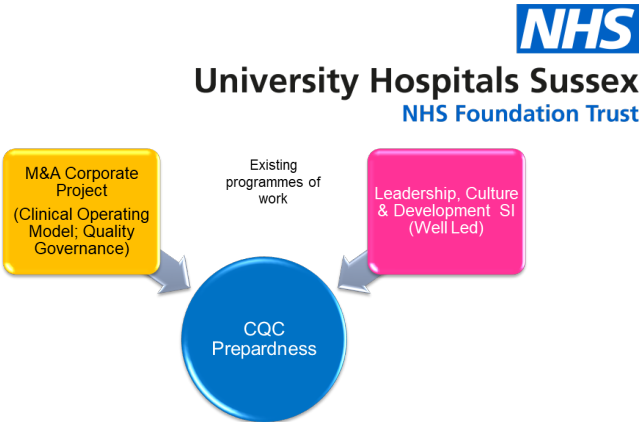 NHS
University Hospitals Sussex
NHS Foundation Trust
M&A Corporate
Project
(Clinical Operating
Model; Quality
Governance)
Existing
programmes of
work
Leadership, Culture
& Development SI
(Well Led)
CQC
Prepardness